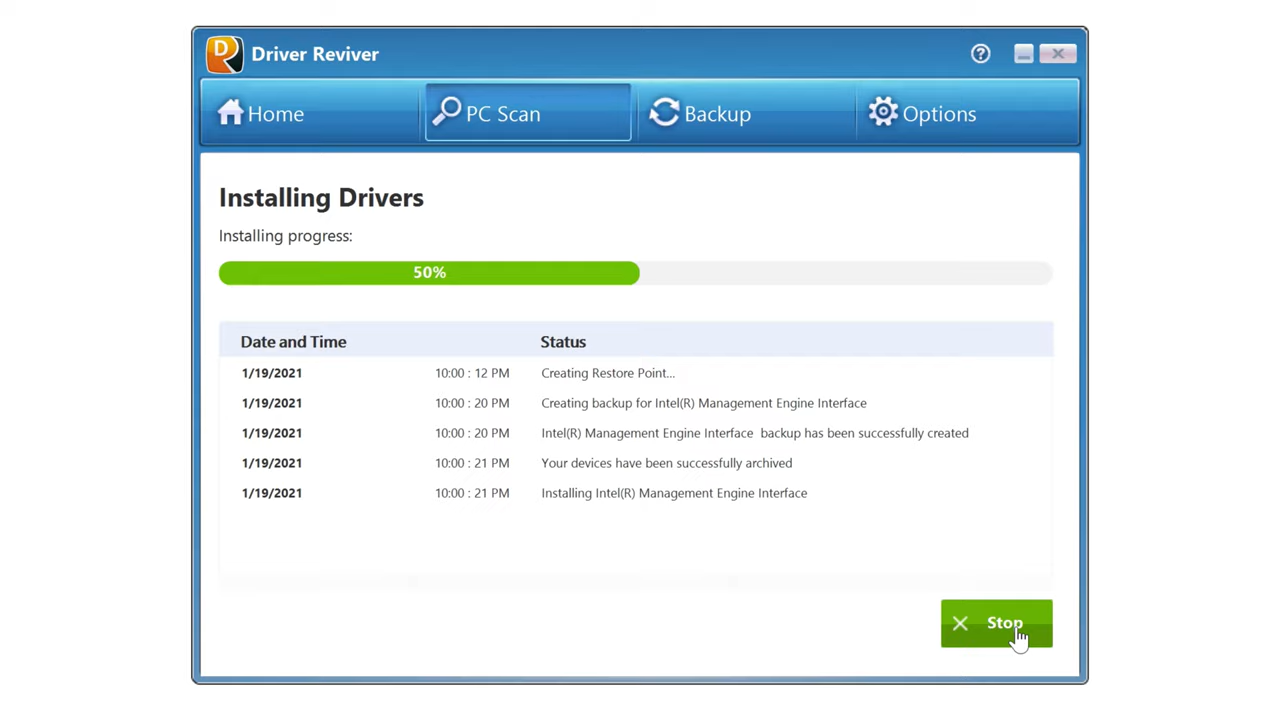 D
Driver Reviver
?
Home
PC Scan
Backup
Options
Installing Drivers
Installing progress:
50%
Date and Time Status
1/19/2021 10:00 : 12 PM Creating Restore Point...
1/19/2021 10:00 : 20 PM Creating backup for Intel(R) Management Engine Interface
1/19/2021 10:00 : 20 PM Intel(R) Management Engine Interface  backup has been successfully created
1/19/2021 10:00 : 21 PM Your devices have been successfully archived
1/19/2021 10:00 : 21 PM Installing Intel(R) Management Engine Interface
Stop